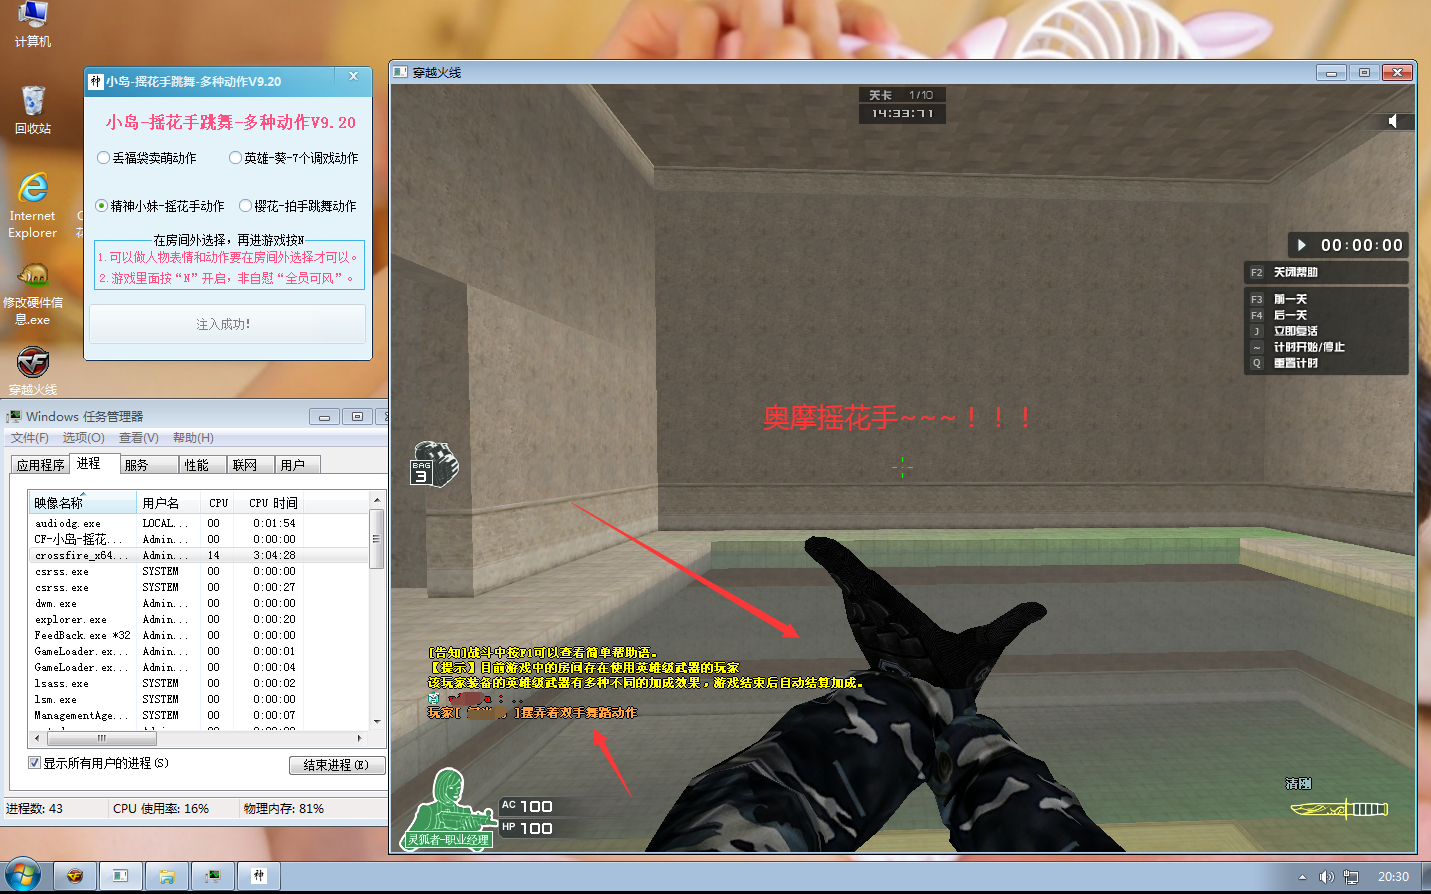 计算机
回收站
Internet
Explorer
修改硬件信
息.exe
穿越火线
小岛-摇花手跳舞-多种动作V9.20
小岛-摇花手跳舞-多种动作V9.20
丢福袋卖萌动作
英雄-葵-7个调戏动作
精神小妹-摇花手动作
樱花-拍手跳舞动作
在房间外选择，再进游戏按N
1.可以做人物表情和动作要在房间外选择才可以。
2.游戏里面按“N”开启，非自慰“全员可风”。
注入成功!
Windows 任务管理器
文件(F) 选项(O) 查看(V) 帮助(H)
应用程序 进程 服务 性能 联网 用户
映像名称 用户名 CPU CPU 时间
audiodg.exe LOCAL... 00 0:01:54
CF-小岛-摇花... Admin... 00 0:00:00
crossfire_x64... Admin... 14 3:04:28
csrss.exe SYSTEM 00 0:00:00
csrss.exe SYSTEM 00 0:00:27
dwm.exe Admin... 00 0:00:00
explorer.exe Admin... 00 0:00:20
FeedBack.exe *32 Admin... 00 0:00:00
GameLoader.ex... Admin... 00 0:00:01
GameLoader.ex... Admin... 00 0:00:04
lsass.exe SYSTEM 00 0:00:02
lsm.exe SYSTEM 00 0:00:00
ManagementAge... SYSTEM 00 0:00:07
显示所有用户的进程(S)
结束进程(E)
进程数: 43 CPU 使用率: 16% 物理内存: 81%
穿越火线
关卡 1/10
14:33:71
00:00:00
F2 关闭帮助
F3 前一关
F4 后一关
J 立即复活
~ 计时开始/停止
Q 重置计时
奥摩摇花手~~~！！！
BAG
3
[告知]战斗中按F1可以查看简单帮助语。
【提示】目前游戏中的房间存在使用英雄级武器的玩家
该玩家装备的英雄级武器有多种不同的加成效果，游戏结束后自动结算加成。
玩家[ ]摆弄着双手舞蹈动作
灵狐者-职业经理
AC 100
HP 100
清刚
神
20:30